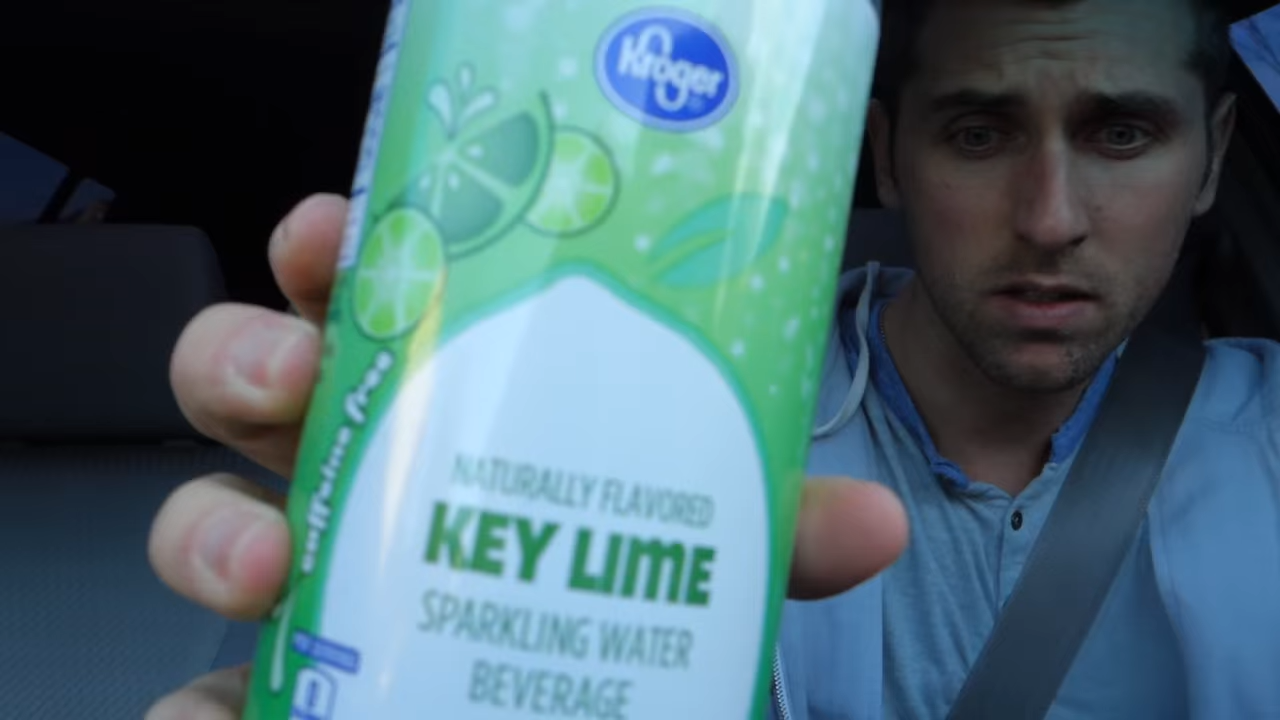 Kroger
caffeine free
NATURALLY FLAVORED
KEY LIME
SPARKLING WATER
BEVERAGE